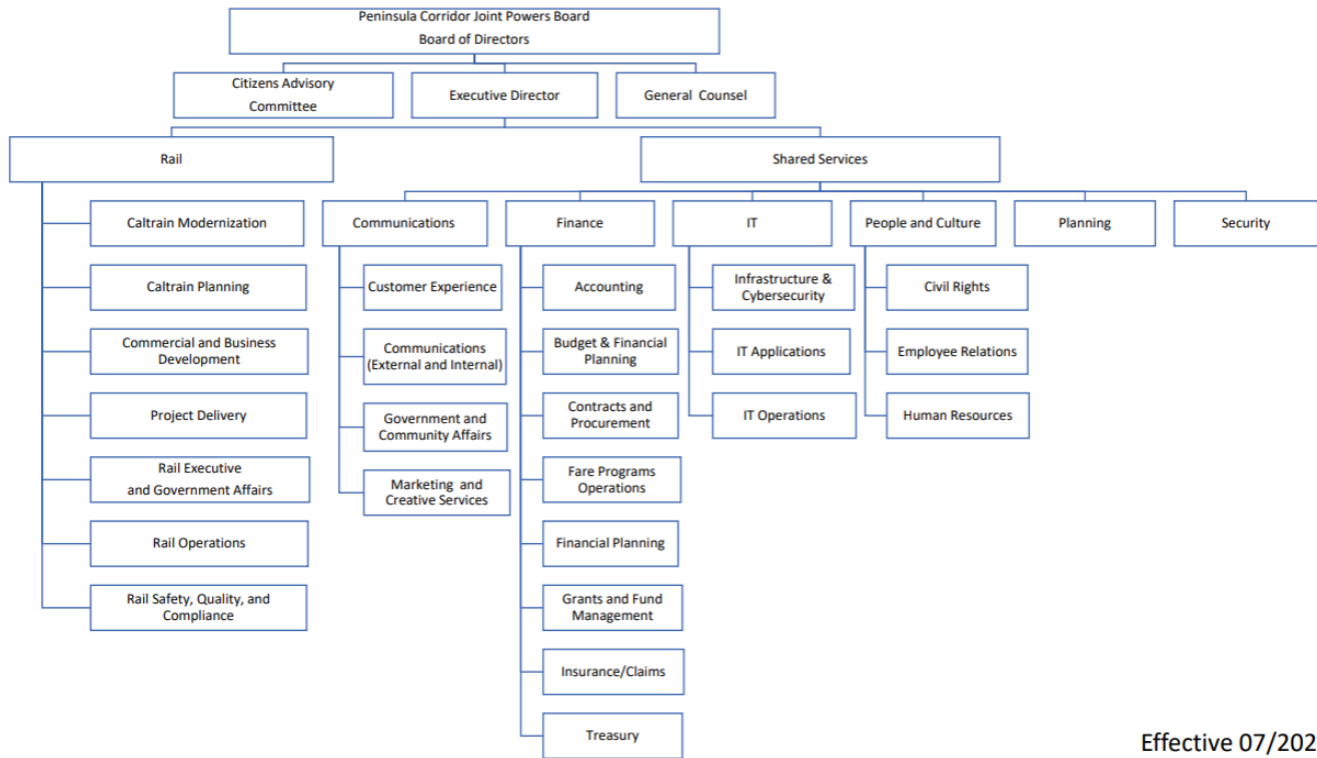 Peninsula Corridor Joint Powers Board
Board of Directors
Citizens Advisory
Committee
Executive Director
General Counsel
Rail
Shared Services
Caltrain Modernization
Communications
Finance
IT
People and Culture
Planning
Security
Caltrain Planning
Customer Experience
Accounting
Infrastructure &
Cybersecurity
Civil Rights
Commercial and Business
Development
Communications
(External and Internal)
Budget & Financial
Planning
IT Applications
Employee Relations
Project Delivery
Government and
Community Affairs
Contracts and
Procurement
IT Operations
Human Resources
Rail Executive
and Government Affairs
Marketing and
Creative Services
Fare Programs
Operations
Rail Operations
Financial Planning
Rail Safety, Quality, and
Compliance
Grants and Fund
Management
Insurance/Claims
Treasury
Effective 07/202